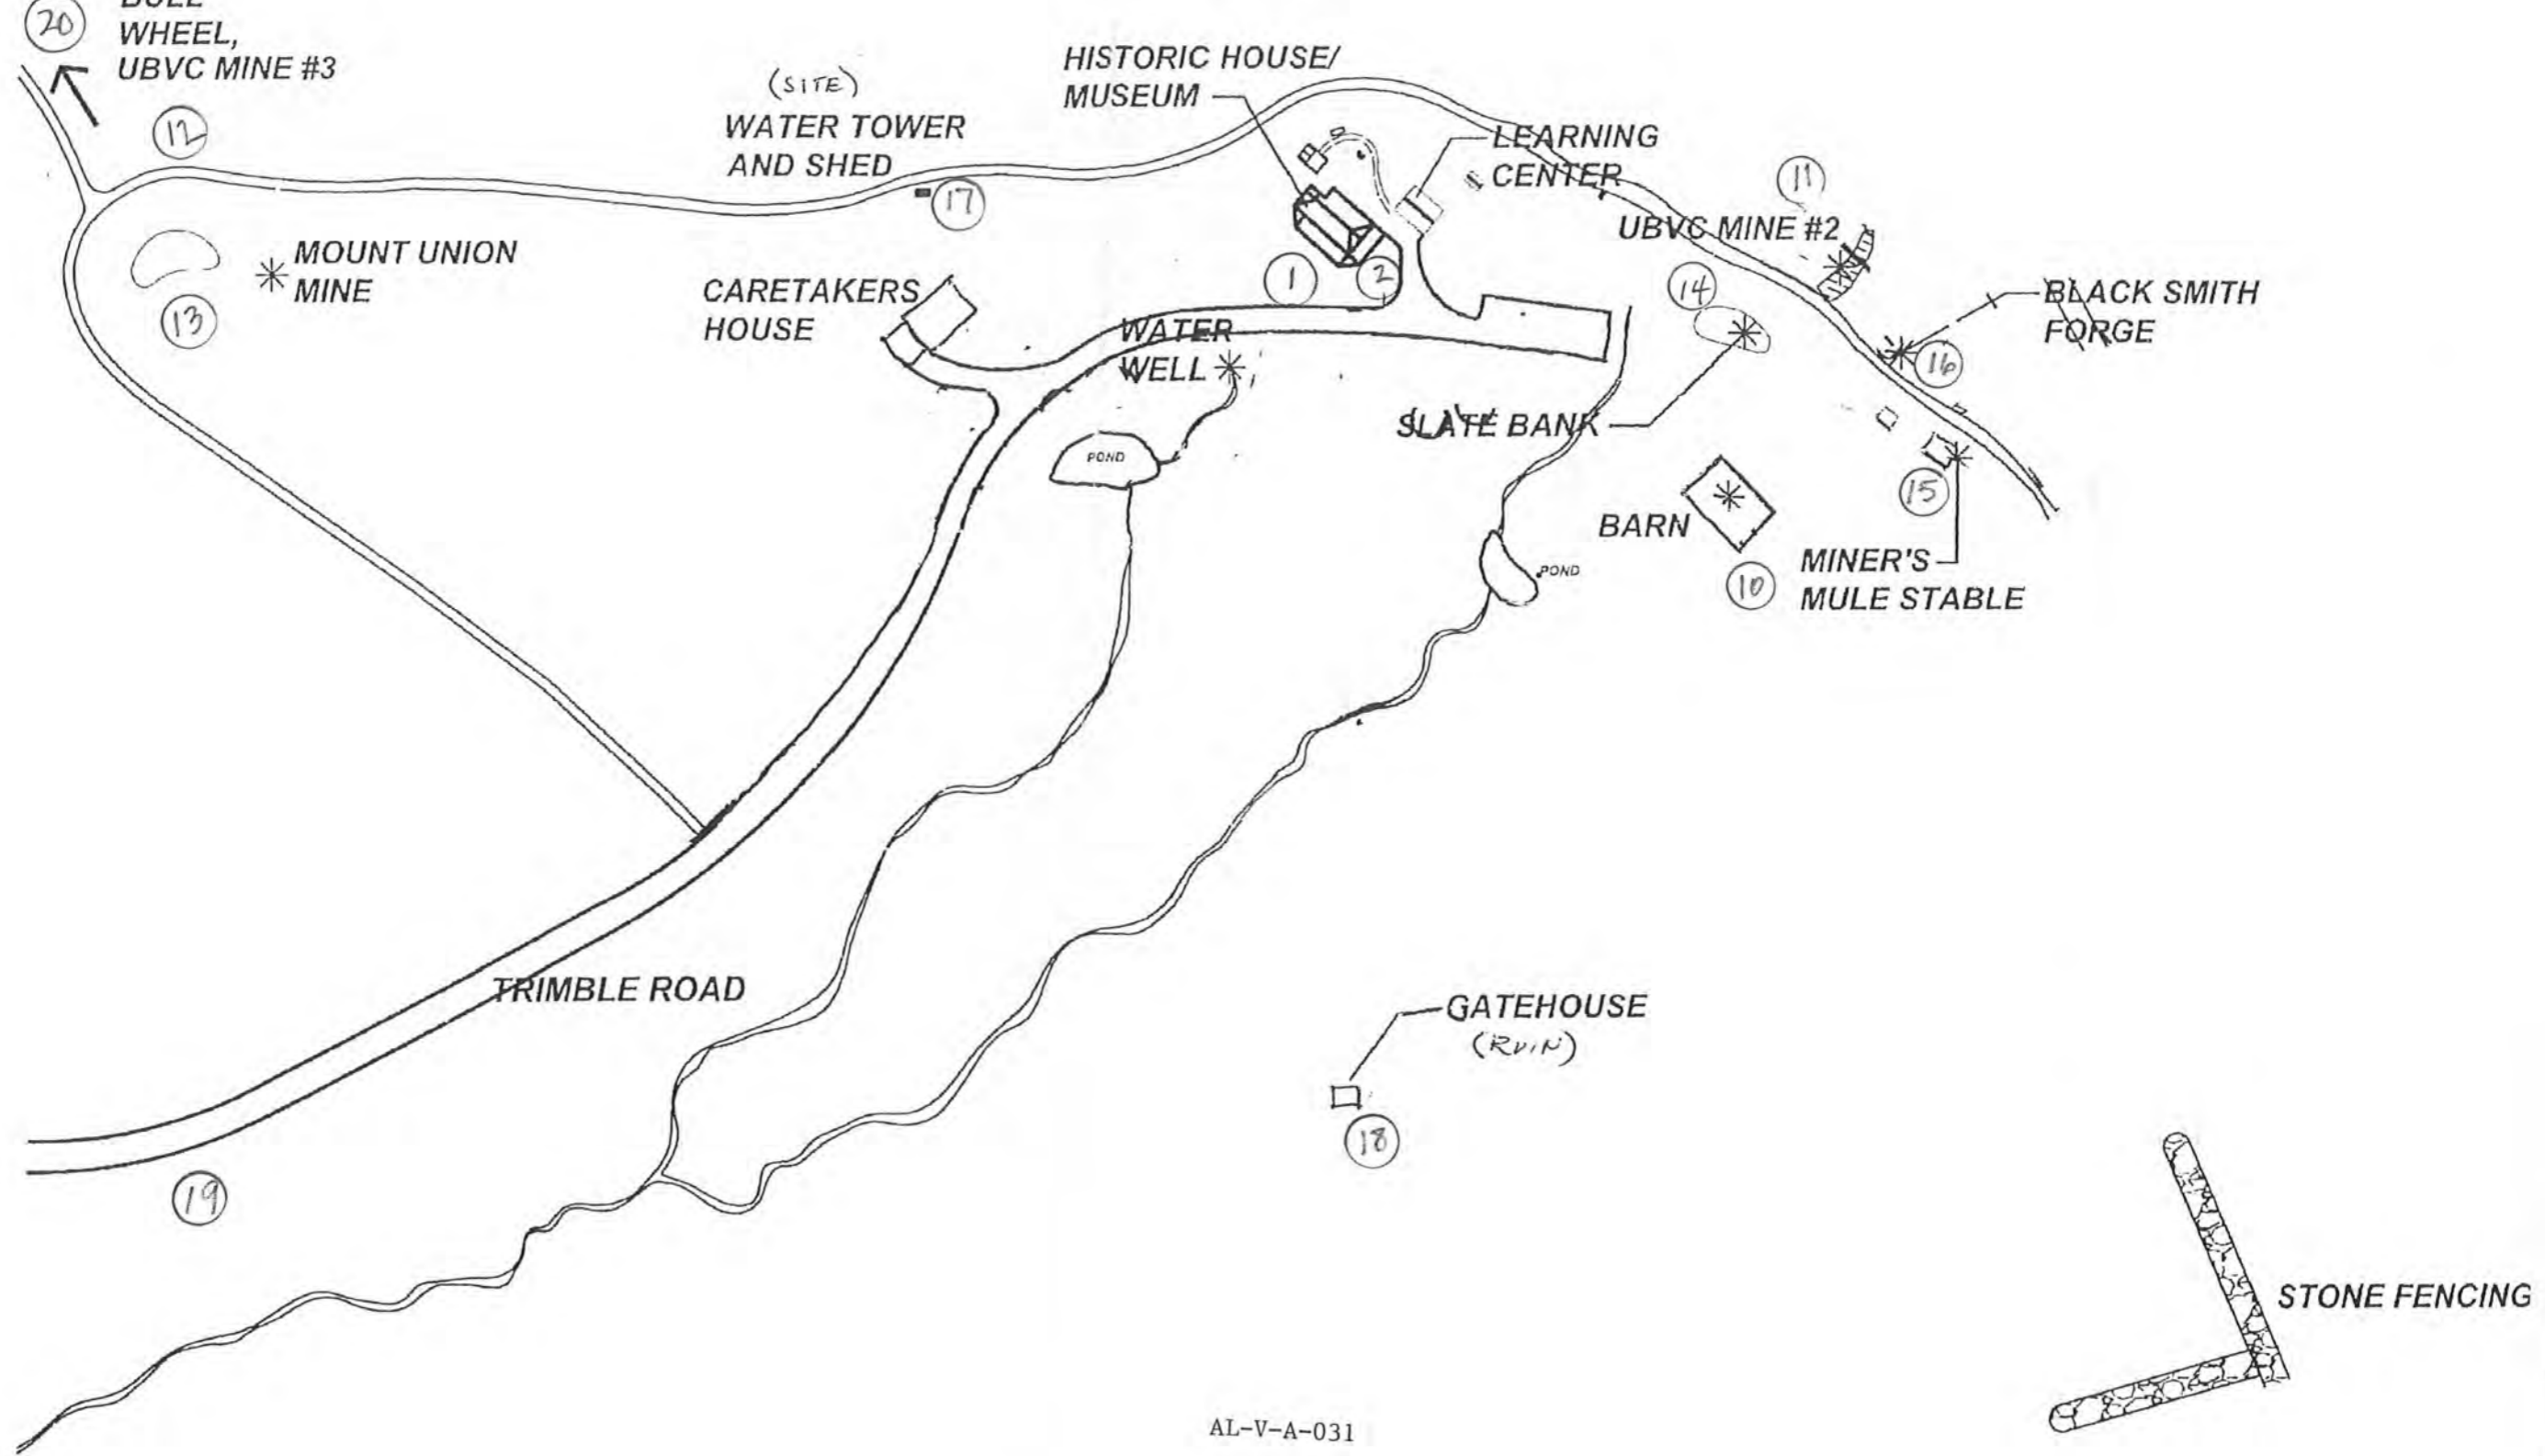 20
WHEEL,
UBVC MINE #3
12
(SITE)
WATER TOWER
AND SHED
17
HISTORIC HOUSE/
MUSEUM
LEARNING
CENTER
11
UBVC MINE #2
MOUNT UNION
MINE
13
CARETAKERS
HOUSE
1
2
14
BLACK SMITH
FORGE
16
WATER
WELL
SLATE BANK
POND
15
BARN
POND
10
MINER'S
MULE STABLE
TRIMBLE ROAD
GATEHOUSE
(RUIN)
18
19
STONE FENCING
AL-V-A-031